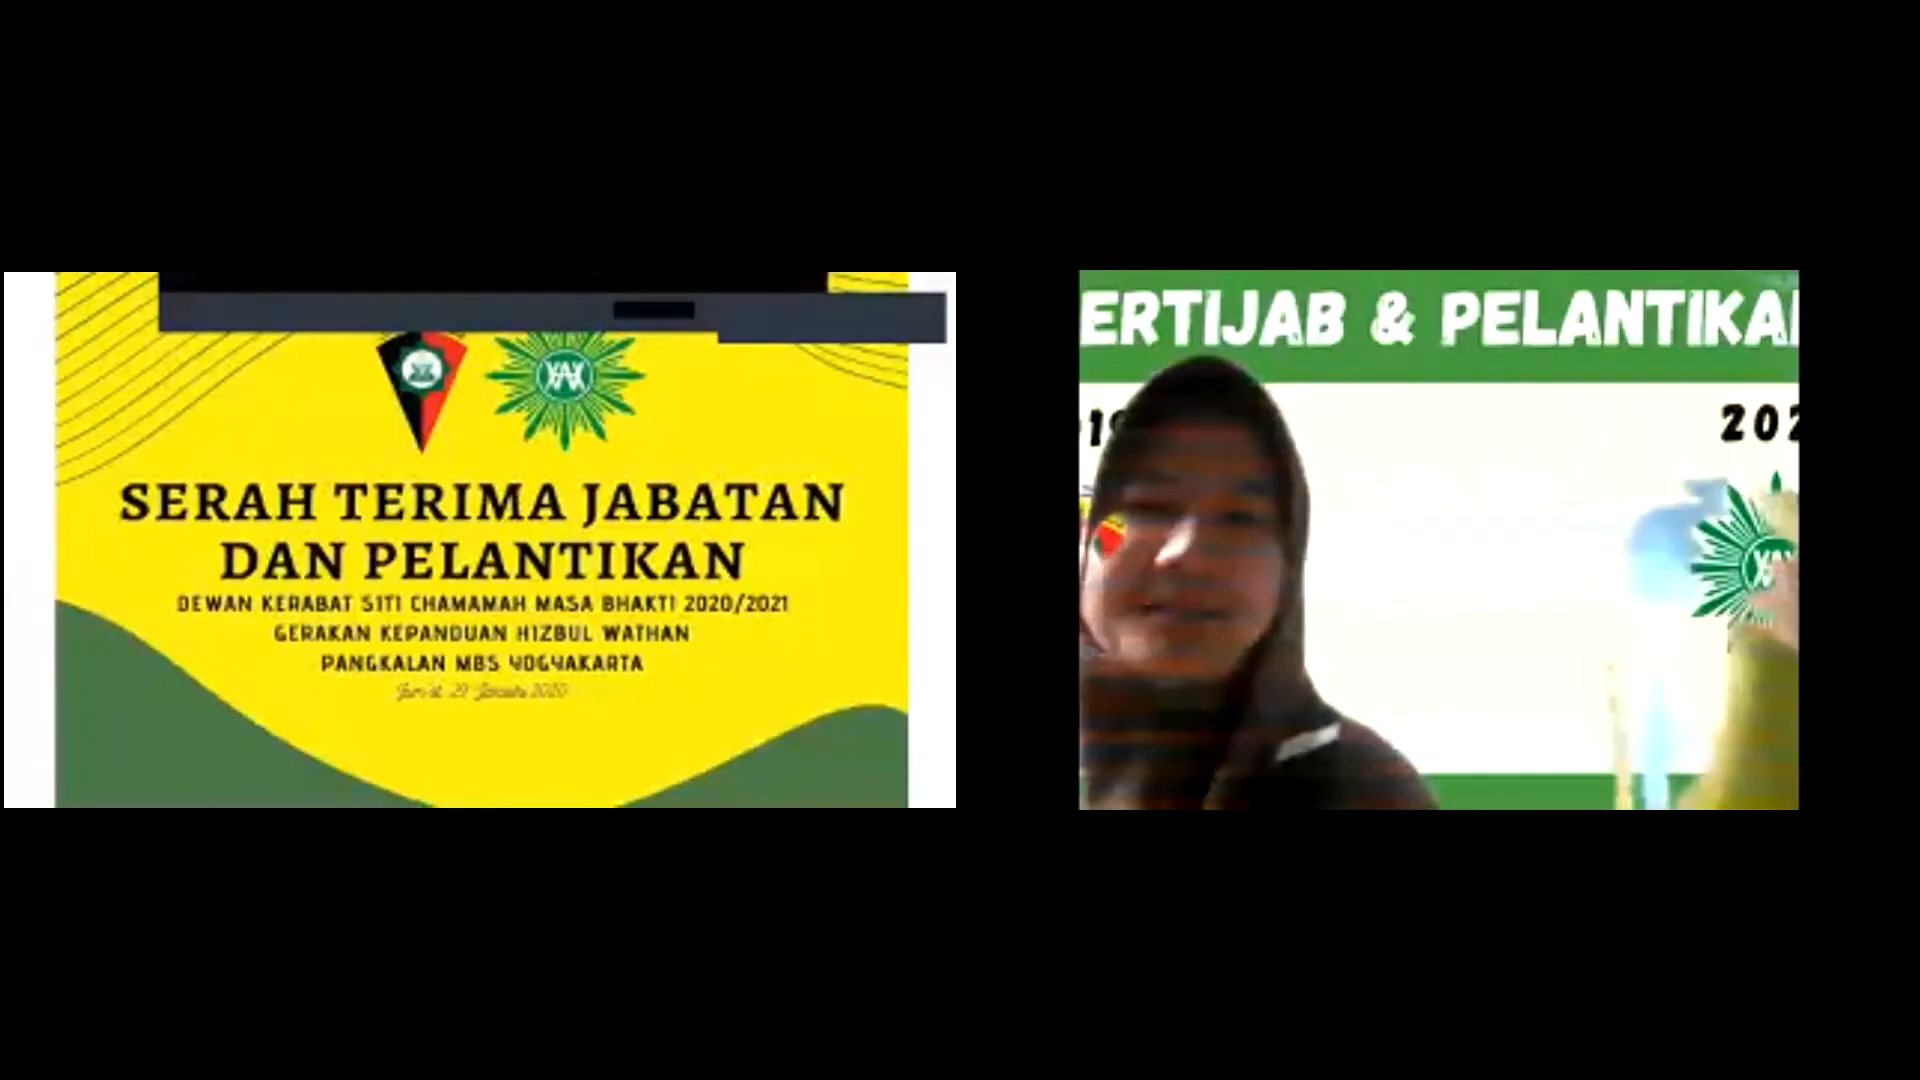 SERAH TERIMA JABATAN
DAN PELANTIKAN
DEWAN KERABAT SITI CHAMAMAH MASA BHAKTI 2020/2021
GERAKAN KEPANDUAN HIZBUL WATHAN
PANGKALAN MBS YOGYAKARTA
ERTIJAB & PELANTIKA
202